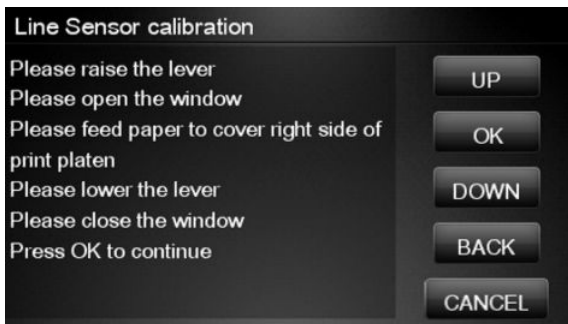 Line Sensor calibration
Please raise the lever
Please open the window
Please feed paper to cover right side of
print platen
Please lower the lever
Please close the window
Press OK to continue
UP
OK
DOWN
BACK
CANCEL